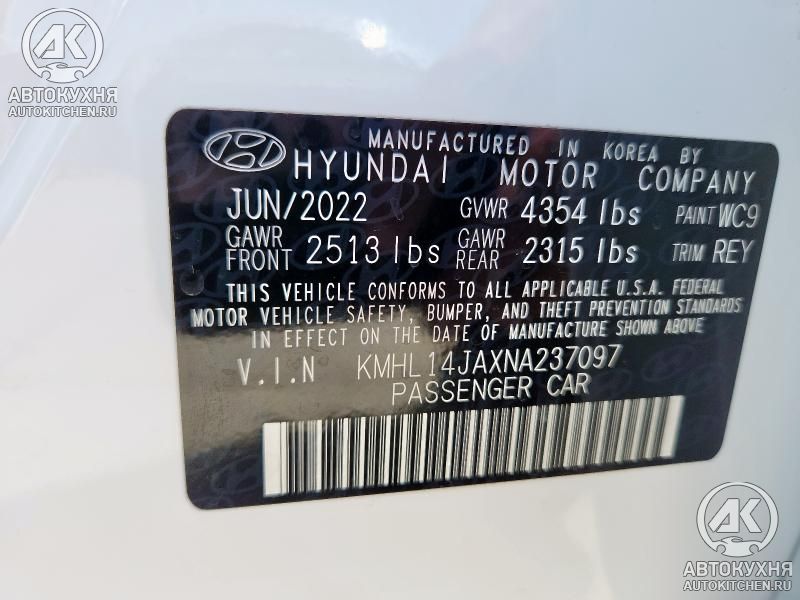 АК
АВТОКУХНЯ
AUTOKITCHEN.RU
MANUFACTURED IN KOREA BY
HYUNDAI MOTOR COMPANY
JUN/2022 GVWR 4354 lbs PAINT WC9
GAWR FRONT 2513 lbs GAWR REAR 2315 lbs TRIM REY
THIS VEHICLE CONFORMS TO ALL APPLICABLE U.S.A. FEDERAL
MOTOR VEHICLE SAFETY, BUMPER, AND THEFT PREVENTION STANDARDS
IN EFFECT ON THE DATE OF MANUFACTURE SHOWN ABOVE
V.I.N KMHL14JAXNA237097
PASSENGER CAR
АК
АВТОКУХНЯ
AUTOKITCHEN.RU